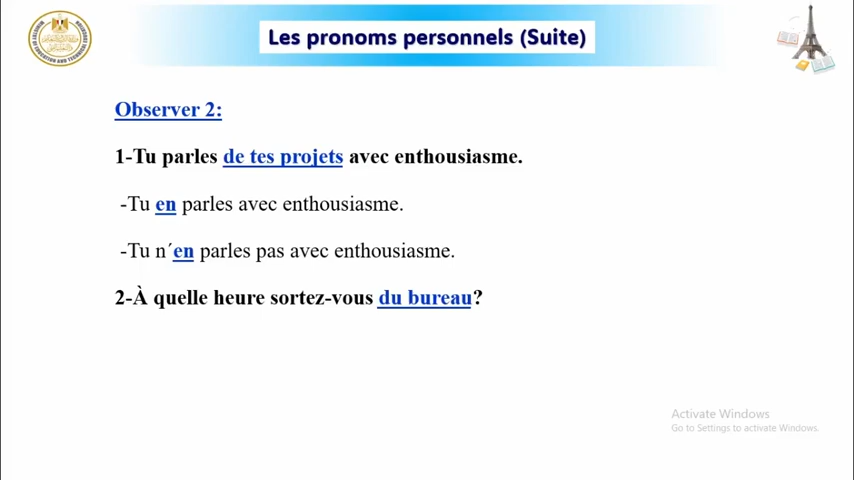 Les pronoms personnels (Suite)
Observer 2:
1-Tu parles de tes projets avec enthousiasme.
-Tu en parles avec enthousiasme.
-Tu n´en parles pas avec enthousiasme.
2-À quelle heure sortez-vous du bureau?
Activate Windows
Go to Settings to activate Windows.